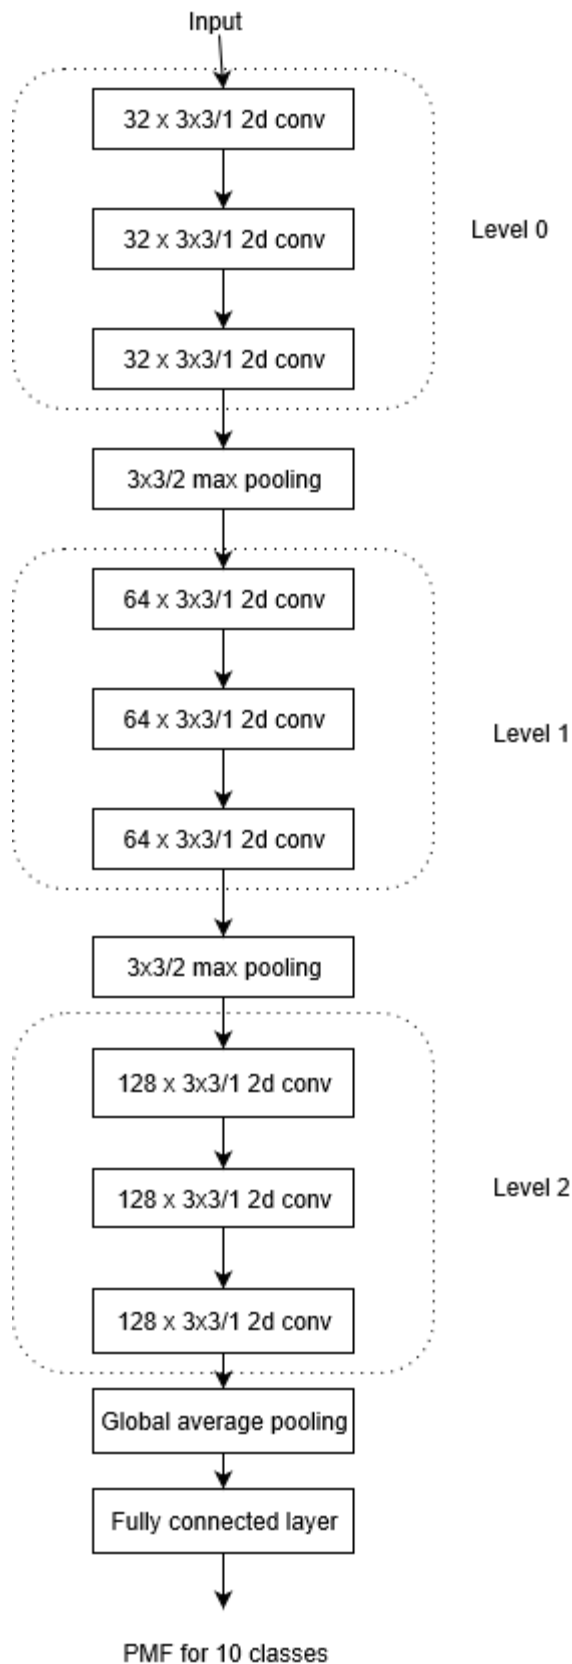 Input
32 x 3x3/1 2d conv
32 x 3x3/1 2d conv
Level 0
32 x 3x3/1 2d conv
3x3/2 max pooling
64 x 3x3/1 2d conv
64 x 3x3/1 2d conv
Level 1
64 x 3x3/1 2d conv
3x3/2 max pooling
128 x 3x3/1 2d conv
128 x 3x3/1 2d conv
Level 2
128 x 3x3/1 2d conv
Global average pooling
Fully connected layer
PMF for 10 classes